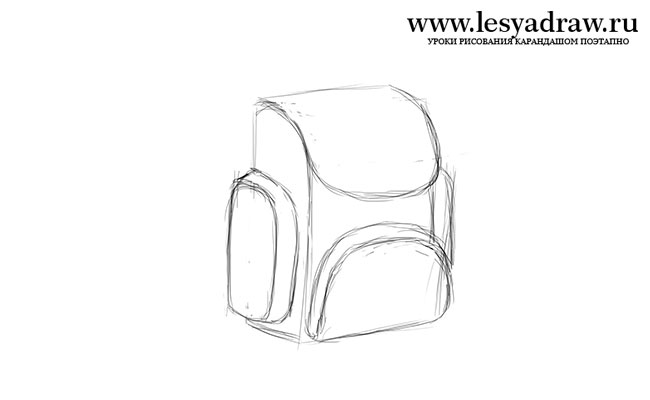 www.lesyadraw.ru
УРОКИ РИСОВАНИЯ КАРАНДАШОМ ПОЭТАПНО